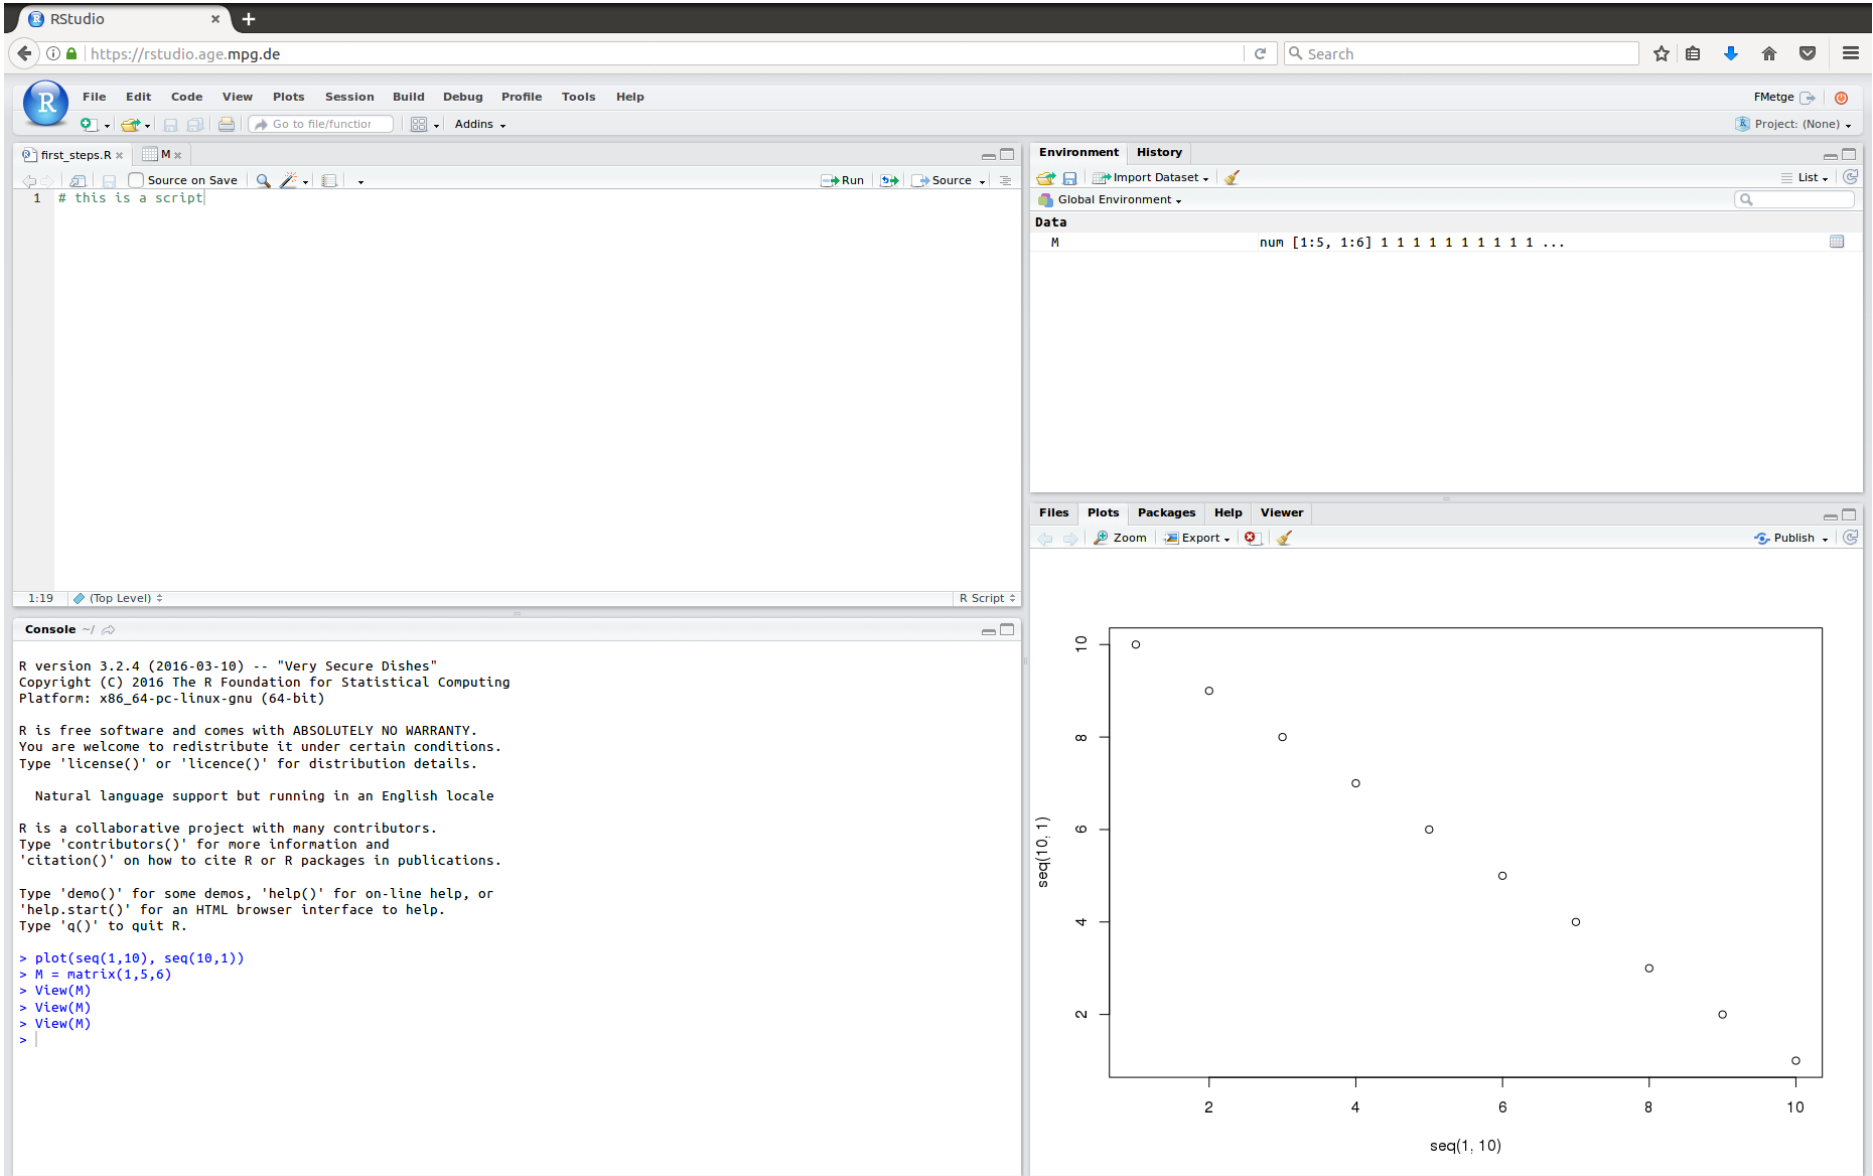 RStudio
https://rstudio.age.mpg.de
Search
File Edit Code View Plots Session Build Debug Profile Tools Help
FMetge
Go to file/function
Addins
Project: (None)
first_steps.R
M
Source on Save
Run
Source
1 # this is a script
1:19 (Top Level)
R Script
Console ~/
R version 3.2.4 (2016-03-10) -- "Very Secure Dishes"
Copyright (C) 2016 The R Foundation for Statistical Computing
Platform: x86_64-pc-linux-gnu (64-bit)
R is free software and comes with ABSOLUTELY NO WARRANTY.
You are welcome to redistribute it under certain conditions.
Type 'license()' or 'licence()' for distribution details.
Natural language support but running in an English locale
R is a collaborative project with many contributors.
Type 'contributors()' for more information and
'citation()' on how to cite R or R packages in publications.
Type 'demo()' for some demos, 'help()' for on-line help, or
'help.start()' for an HTML browser interface to help.
Type 'q()' to quit R.
> plot(seq(1,10), seq(10,1))
> M = matrix(1,5,6)
> View(M)
> View(M)
> View(M)
>
Environment History
Import Dataset
List
Global Environment
Data
M num [1:5, 1:6] 1 1 1 1 1 1 1 1 1 1 ...
Files Plots Packages Help Viewer
Zoom Export
Publish
10
8
6
4
2
seq(10, 1)
2 4 6 8 10
seq(1, 10)